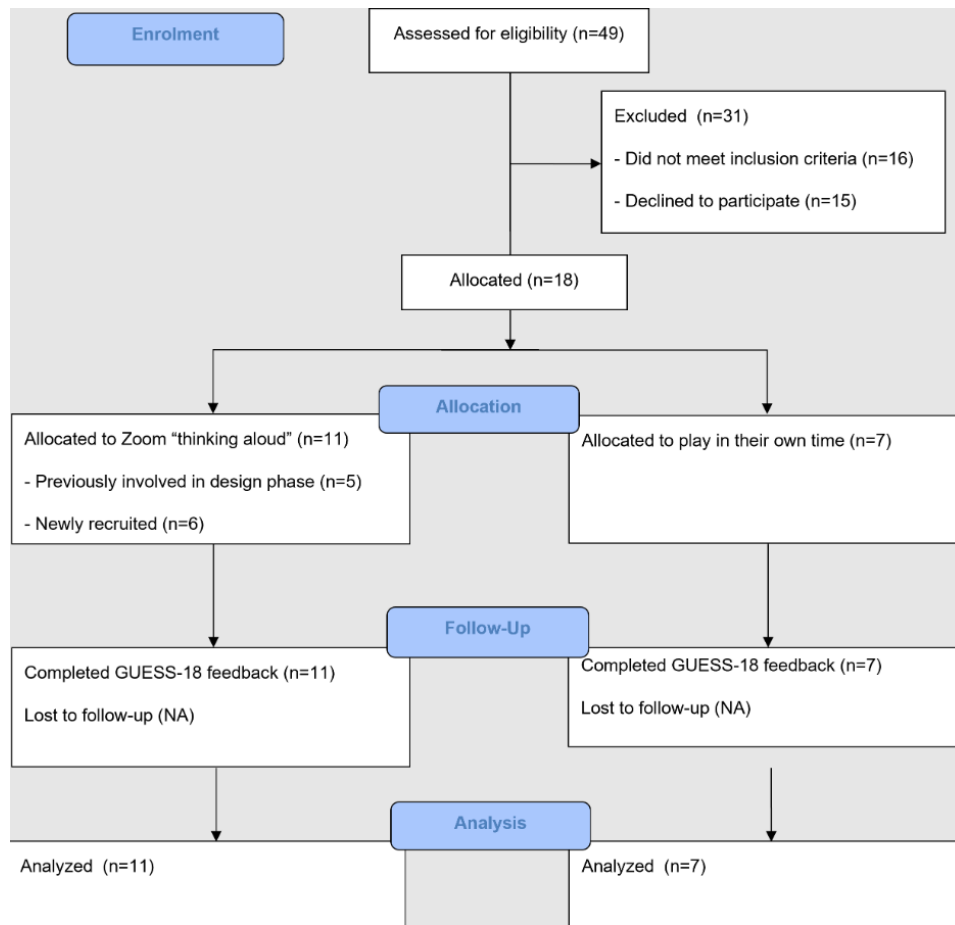 Enrolment
Assessed for eligibility (n=49)
Excluded (n=31)
- Did not meet inclusion criteria (n=16)
- Declined to participate (n=15)
Allocated (n=18)
Allocation
Allocated to Zoom “thinking aloud” (n=11)
- Previously involved in design phase (n=5)
- Newly recruited (n=6)
Allocated to play in their own time (n=7)
Follow-Up
Completed GUESS-18 feedback (n=11)
Lost to follow-up (NA)
Completed GUESS-18 feedback (n=7)
Lost to follow-up (NA)
Analysis
Analyzed (n=11)
Analyzed (n=7)